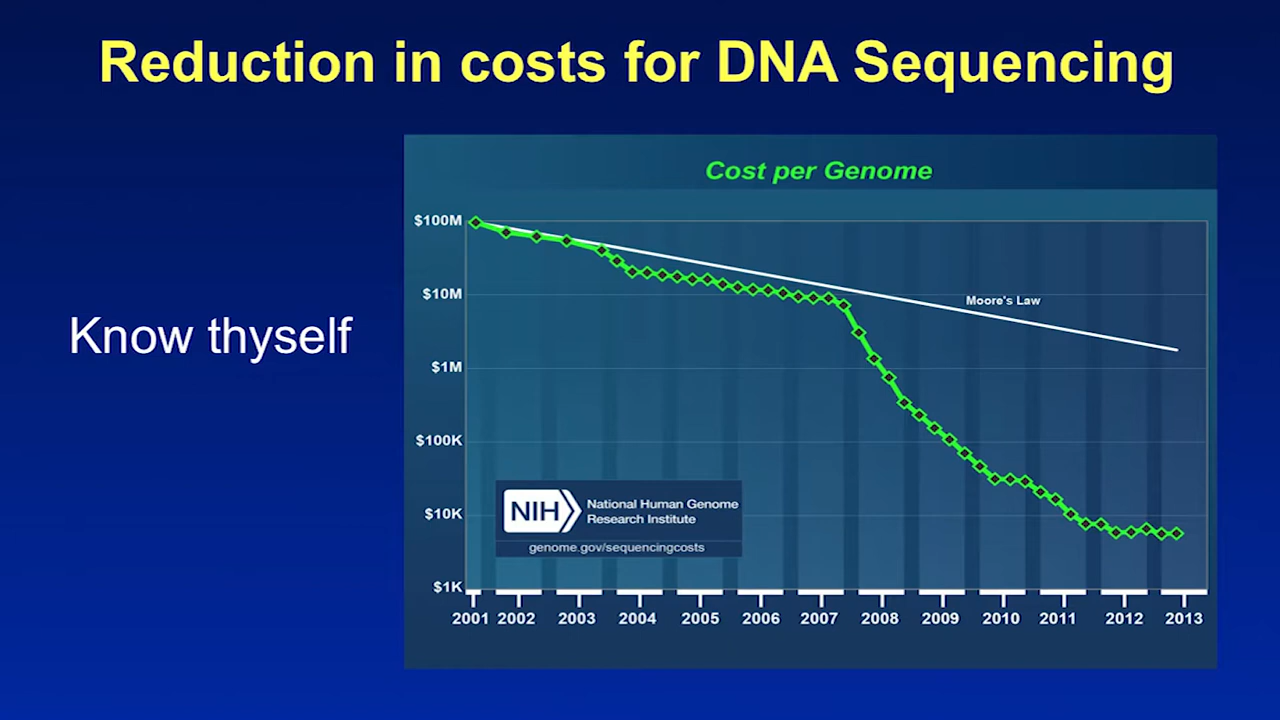 Reduction in costs for DNA Sequencing
Know thyself
Cost per Genome
$100M
$10M
$1M
$100K
$10K
$1K
Moore's Law
NIH
National Human Genome
Research Institute
genome.gov/sequencingcosts
2001 2002 2003 2004 2005 2006 2007 2008 2009 2010 2011 2012 2013